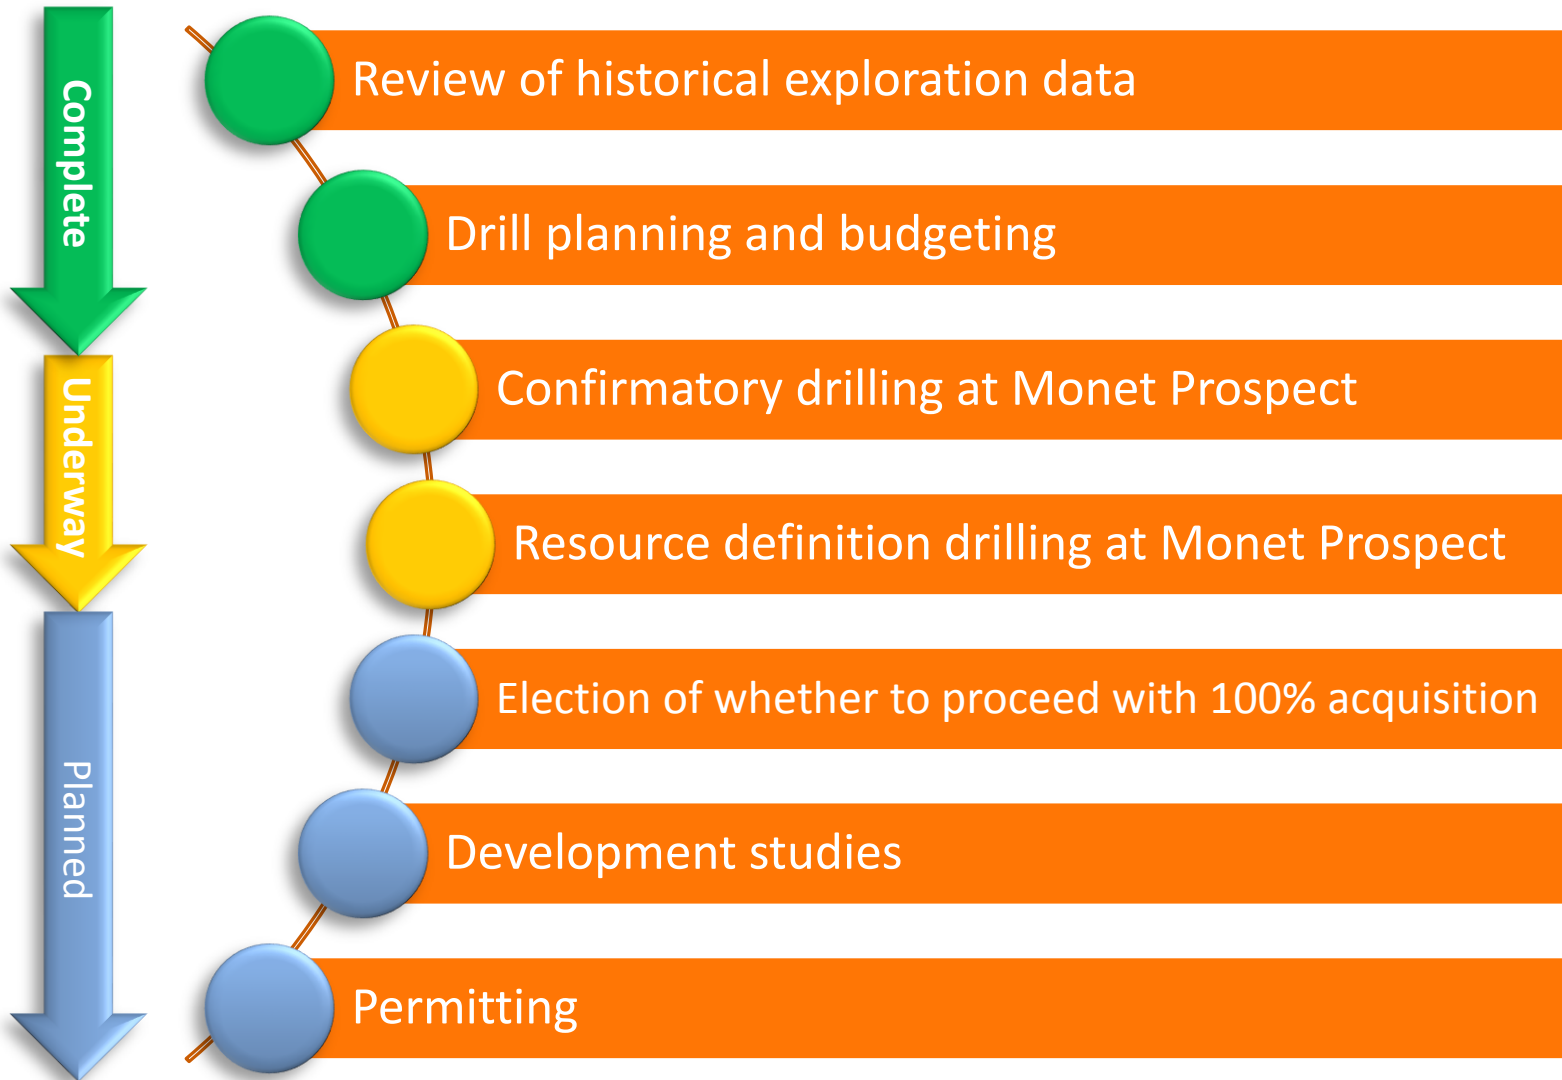 Complete
Review of historical exploration data
Drill planning and budgeting
Underway
Confirmatory drilling at Monet Prospect
Resource definition drilling at Monet Prospect
Planned
Election of whether to proceed with 100% acquisition
Development studies
Permitting